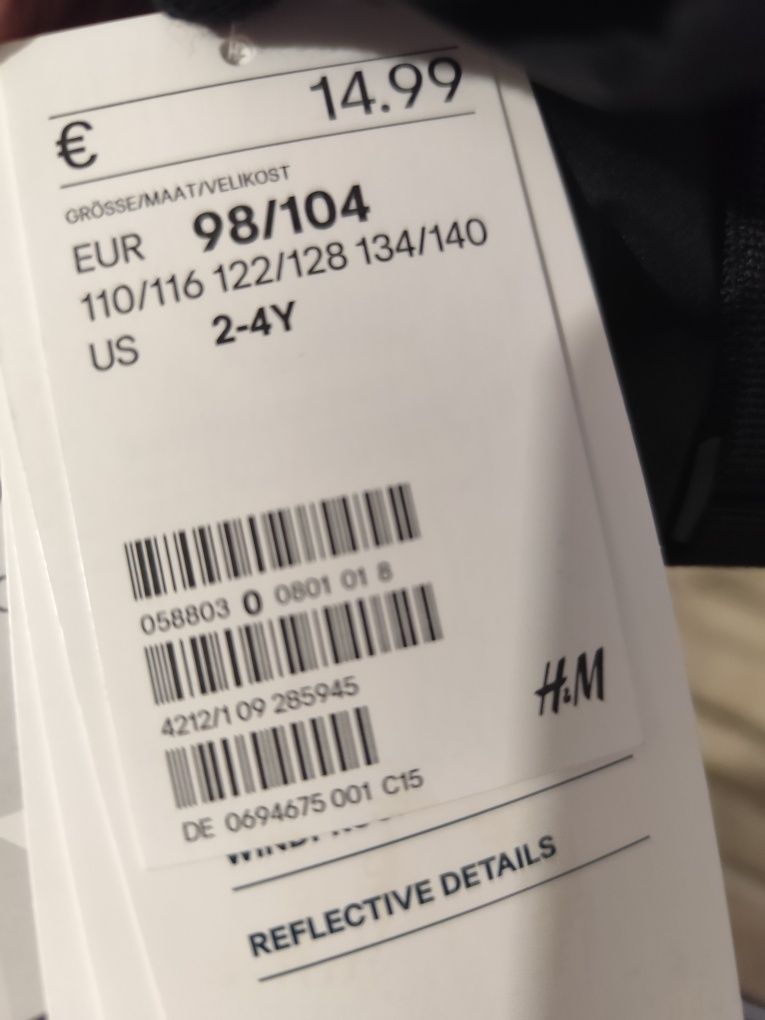 € 14.99
GRÖSSE/MAAT/VELIKOST
EUR 98/104
110/116 122/128 134/140
US 2-4Y
058803 0 0801 01 8
4212/1 09 285945
H&M
DE 0694675 001 C15
REFLECTIVE DETAILS